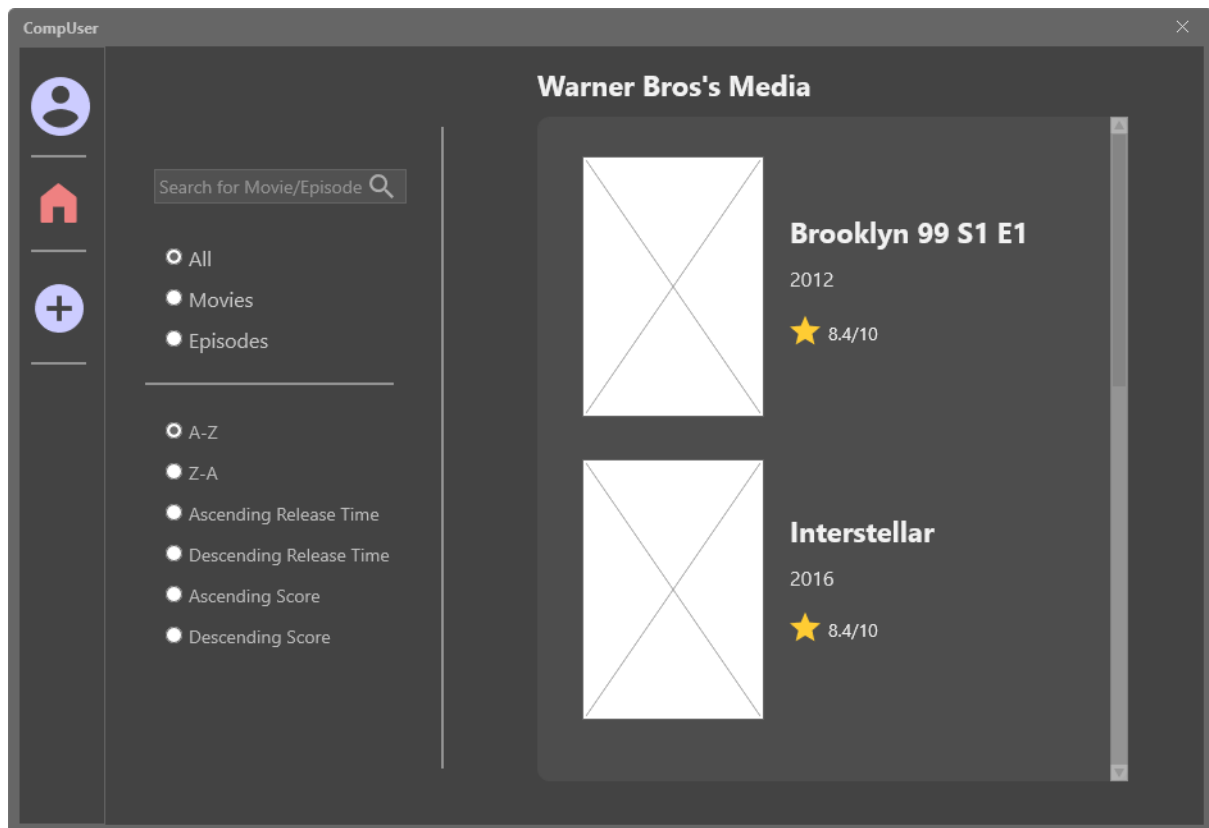 CompUser
Search for Movie/Episode
All
Movies
Episodes
A-Z
Z-A
Ascending Release Time
Descending Release Time
Ascending Score
Descending Score
Warner Bros's Media
Brooklyn 99 S1 E1
2012
8.4/10
Interstellar
2016
8.4/10